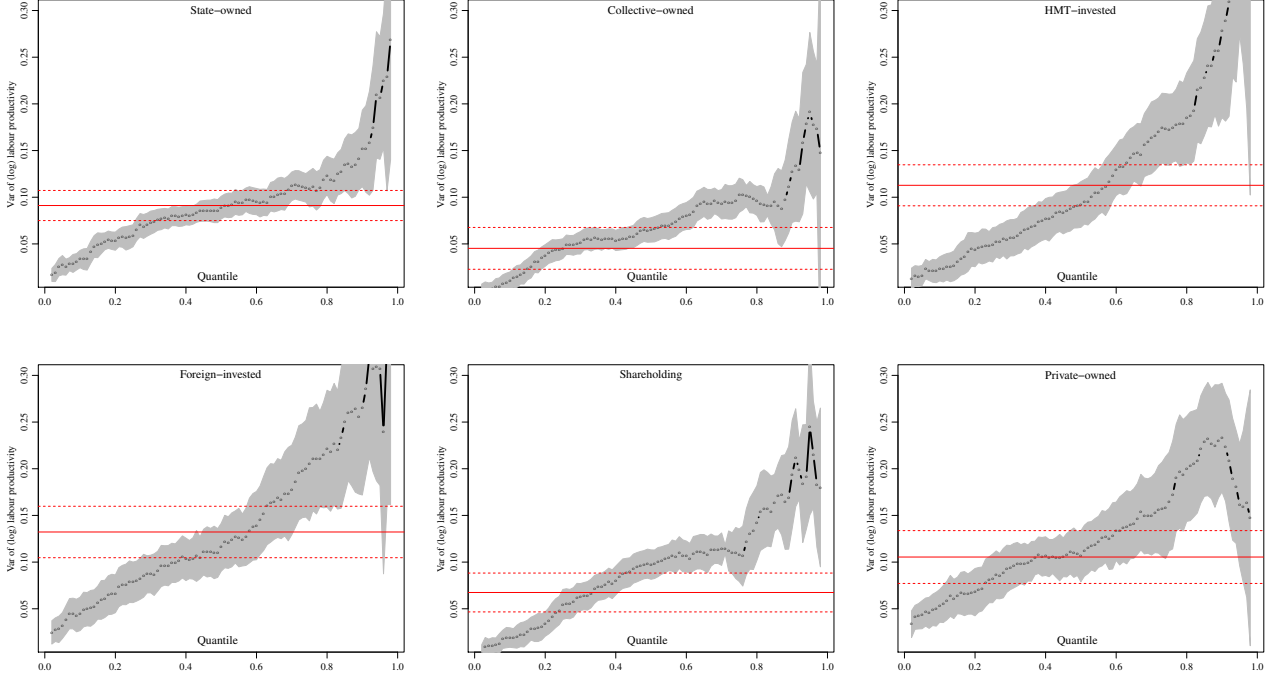 State−owned
Var of (log) labour productivity
0.05 0.10 0.15 0.20 0.25 0.30
Quantile
0.0 0.2 0.4 0.6 0.8 1.0
Collective−owned
Var of (log) labour productivity
0.05 0.10 0.15 0.20 0.25 0.30
Quantile
0.0 0.2 0.4 0.6 0.8 1.0
HMT−invested
Var of (log) labour productivity
0.05 0.10 0.15 0.20 0.25 0.30
Quantile
0.0 0.2 0.4 0.6 0.8 1.0
Foreign−invested
Var of (log) labour productivity
0.05 0.10 0.15 0.20 0.25 0.30
Quantile
0.0 0.2 0.4 0.6 0.8 1.0
Shareholding
Var of (log) labour productivity
0.05 0.10 0.15 0.20 0.25 0.30
Quantile
0.0 0.2 0.4 0.6 0.8 1.0
Private−owned
Var of (log) labour productivity
0.05 0.10 0.15 0.20 0.25 0.30
Quantile
0.0 0.2 0.4 0.6 0.8 1.0